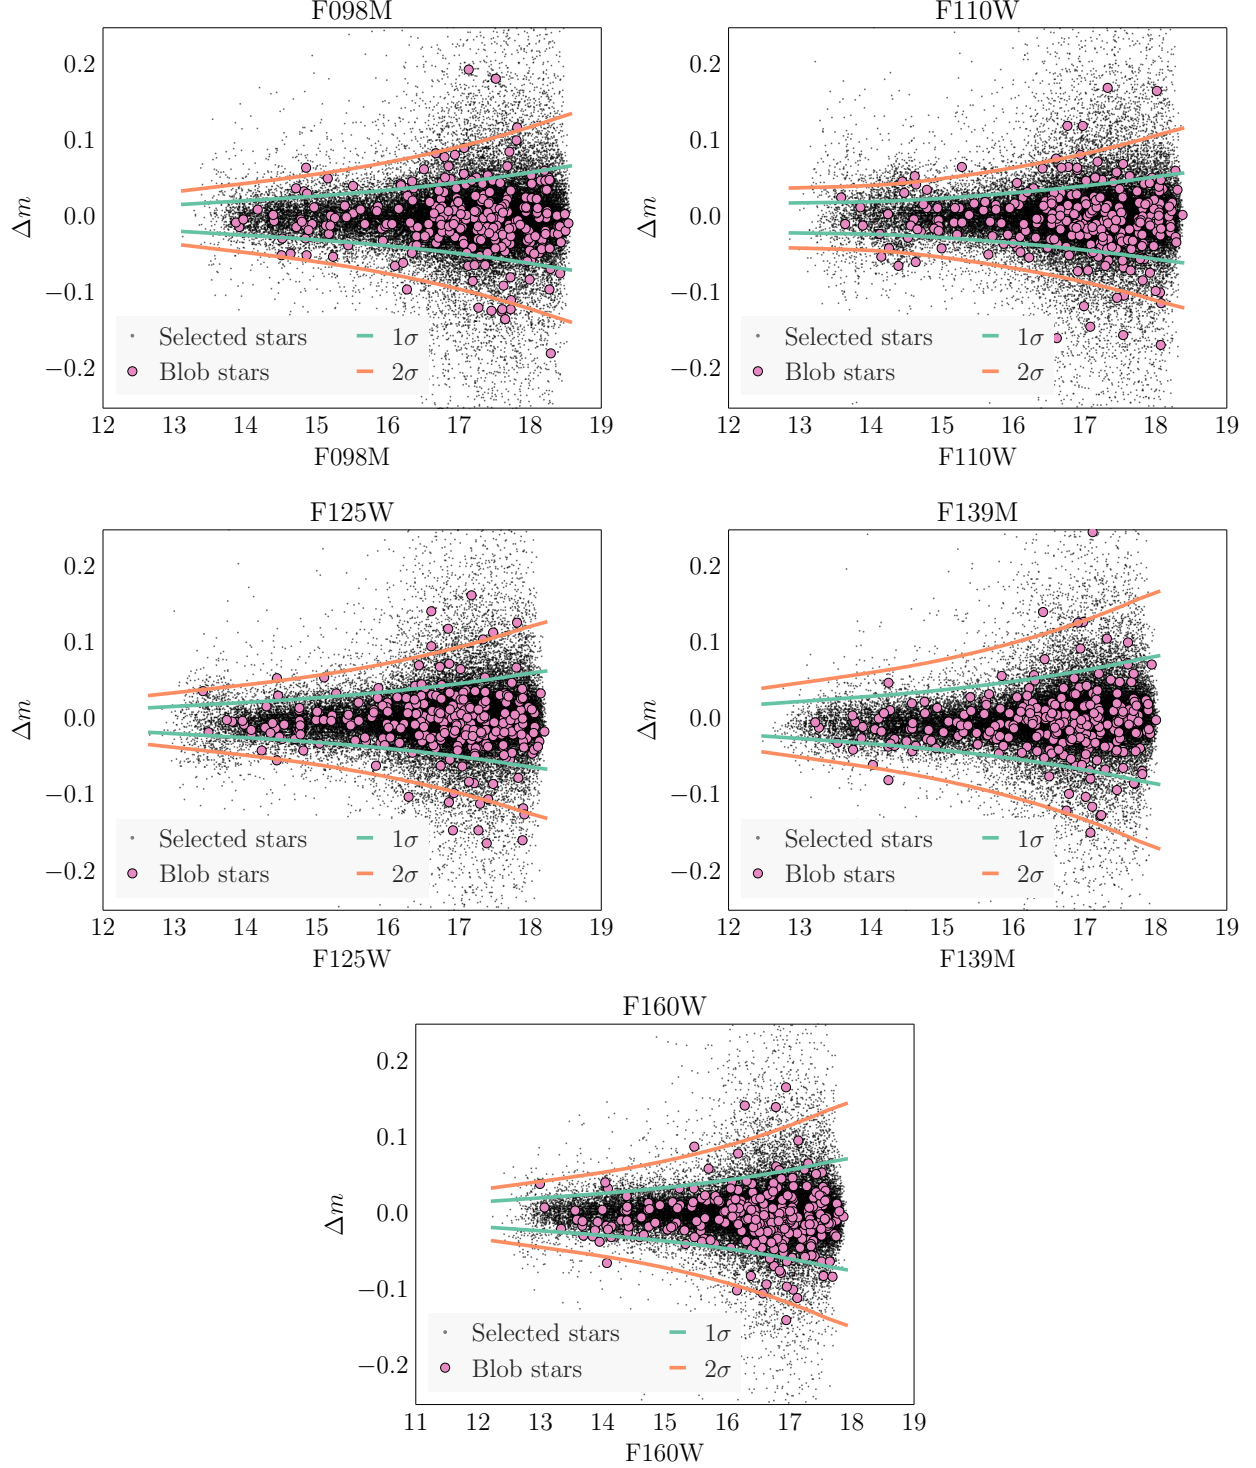 F098M
0.2
0.1
0.0
−0.1
−0.2
Δm
Selected stars
1σ
Blob stars
2σ
12 13 14 15 16 17 18 19
F098M
F110W
0.2
0.1
0.0
−0.1
−0.2
Δm
Selected stars
1σ
Blob stars
2σ
12 13 14 15 16 17 18 19
F110W
F125W
0.2
0.1
0.0
−0.1
−0.2
Δm
Selected stars
1σ
Blob stars
2σ
12 13 14 15 16 17 18 19
F125W
F139M
0.2
0.1
0.0
−0.1
−0.2
Δm
Selected stars
1σ
Blob stars
2σ
12 13 14 15 16 17 18 19
F139M
F160W
0.2
0.1
0.0
−0.1
−0.2
Δm
Selected stars
1σ
Blob stars
2σ
11 12 13 14 15 16 17 18 19
F160W